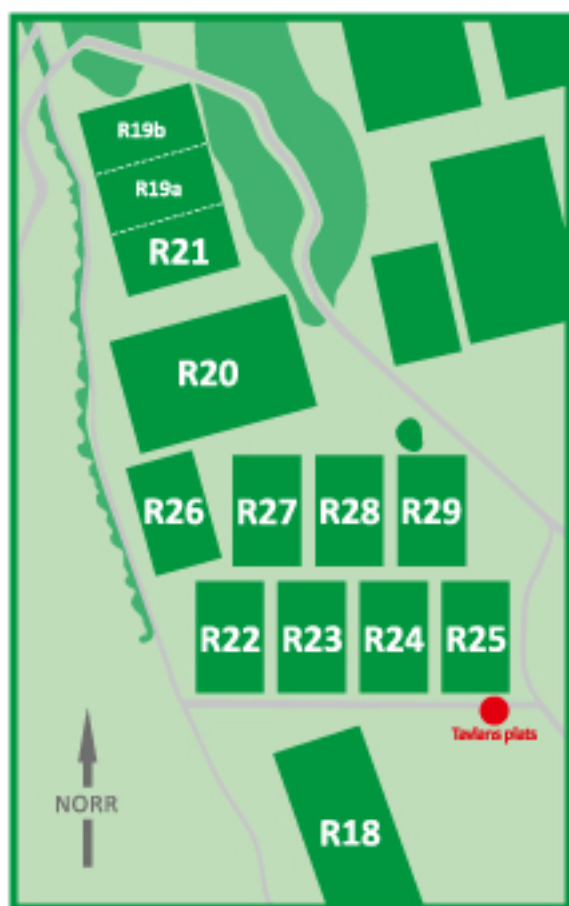 R19b
R19a
R21
R20
R26
R27
R28
R29
R22
R23
R24
R25
Tavlans plats
NORR
R18